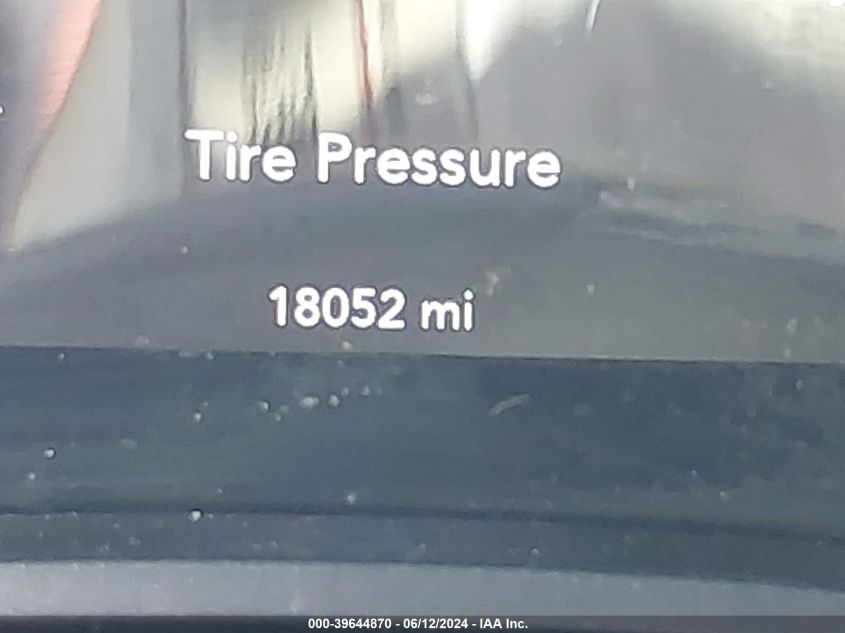 Tire Pressure
18052 mi
000-39644870 - 06/12/2024 - IAA Inc.